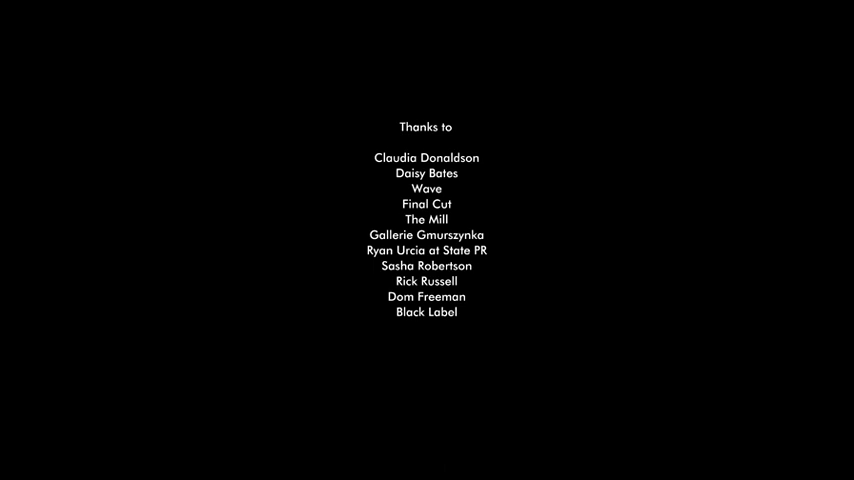 Thanks to
Claudia Donaldson
Daisy Bates
Wave
Final Cut
The Mill
Gallerie Gmurszynka
Ryan Urcia at State PR
Sasha Robertson
Rick Russell
Dom Freeman
Black Label